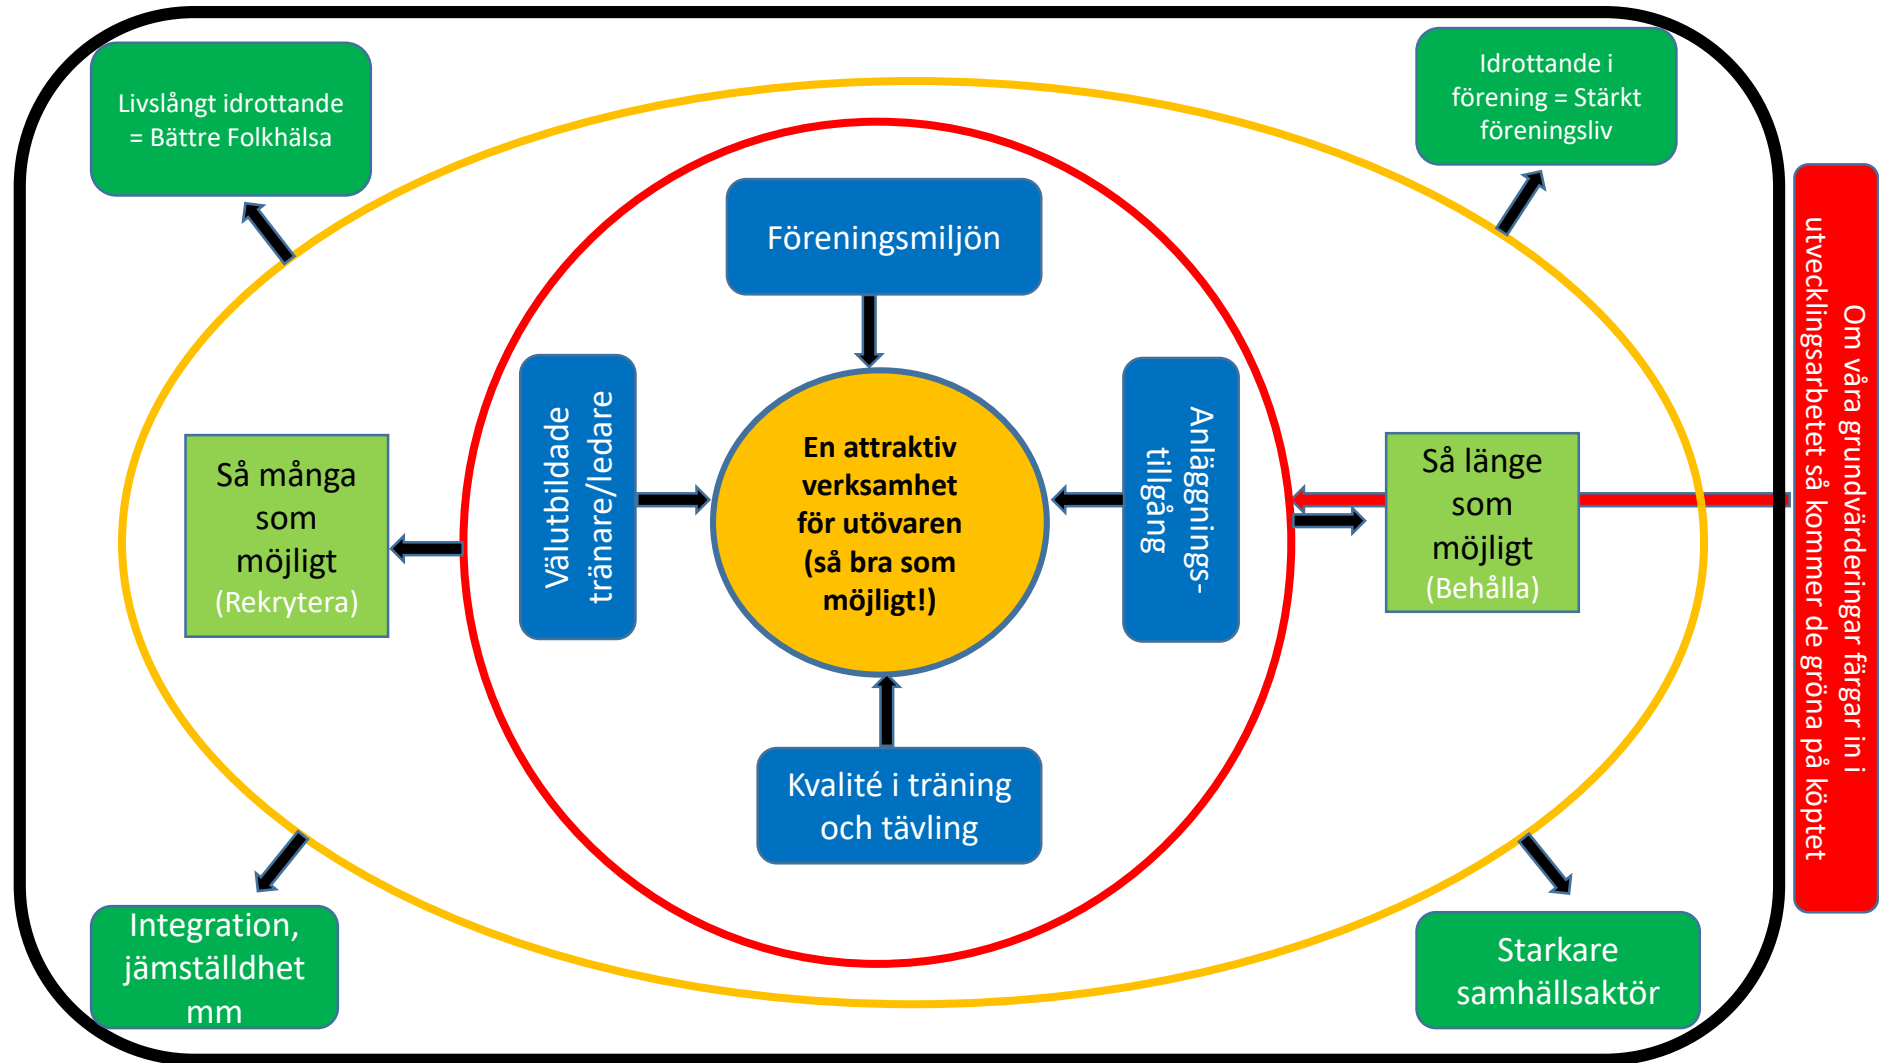 Livslångt idrottande
= Bättre Folkhälsa
Idrottande i
förening = Stärkt
föreningsliv
Föreningsmiljön
Välutbildade
tränare/ledare
En attraktiv
verksamhet
för utövaren
(så bra som
möjligt!)
Anläggnings-
tillgång
Så många
som
möjligt
(Rekrytera)
Så länge
som
möjligt
(Behålla)
Kvalité i träning
och tävling
Integration,
jämställdhet
mm
Starkare
samhällsaktör
Om våra grundvärderingar färgar in i
utvecklingsarbetet så kommer de gröna på köptet